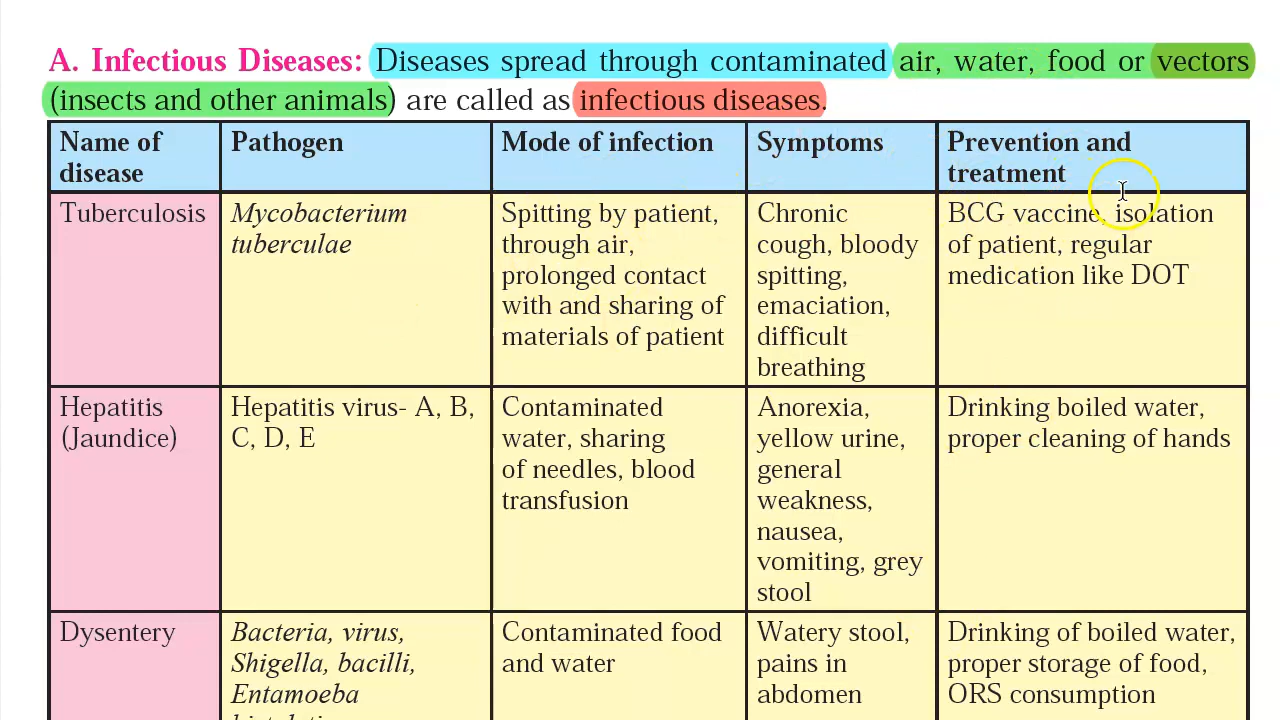 A. Infectious Diseases: Diseases spread through contaminated air, water, food or vectors
(insects and other animals) are called as infectious diseases.
Name of
disease
Pathogen
Mode of infection
Symptoms
Prevention and
treatment
Tuberculosis
Mycobacterium
tuberculae
Spitting by patient,
through air,
prolonged contact
with and sharing of
materials of patient
Chronic
cough, bloody
spitting,
emaciation,
difficult
breathing
BCG vaccine, isolation
of patient, regular
medication like DOT
Hepatitis
(Jaundice)
Hepatitis virus- A, B,
C, D, E
Contaminated
water, sharing
of needles, blood
transfusion
Anorexia,
yellow urine,
general
weakness,
nausea,
vomiting, grey
stool
Drinking boiled water,
proper cleaning of hands
Dysentery
Bacteria, virus,
Shigella, bacilli,
Entamoeba
Contaminated food
and water
Watery stool,
pains in
abdomen
Drinking of boiled water,
proper storage of food,
ORS consumption